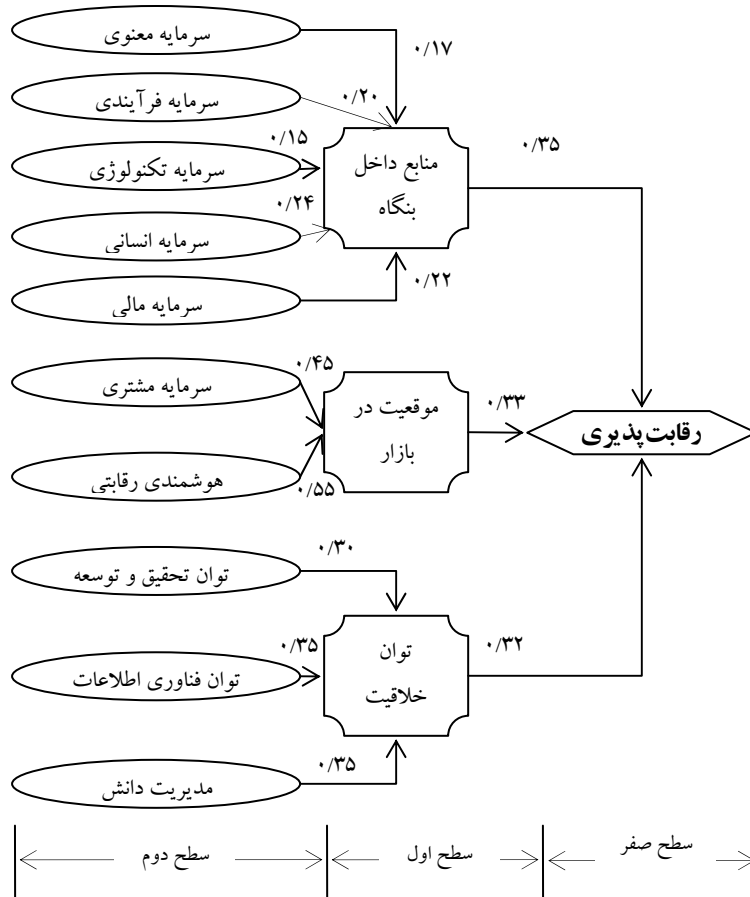 سرمایه معنوی
۰/۱۷
سرمایه فرآیندی
۰/۲۰
سرمایه تکنولوژی
۰/۱۵
منابع داخل
بنگاه
۰/۳۵
سرمایه انسانی
۰/۲۴
سرمایه مالی
۰/۲۲
سرمایه مشتری
۰/۴۵
موقعیت در
بازار
۰/۳۳
رقابت‌پذیری
هوشمندی رقابتی
۰/۵۵
توان تحقیق و توسعه
۰/۳۰
توان فناوری اطلاعات
۰/۳۵
توان
خلاقیت
۰/۳۲
مدیریت دانش
۰/۳۵
سطح صفر
سطح اول
سطح دوم